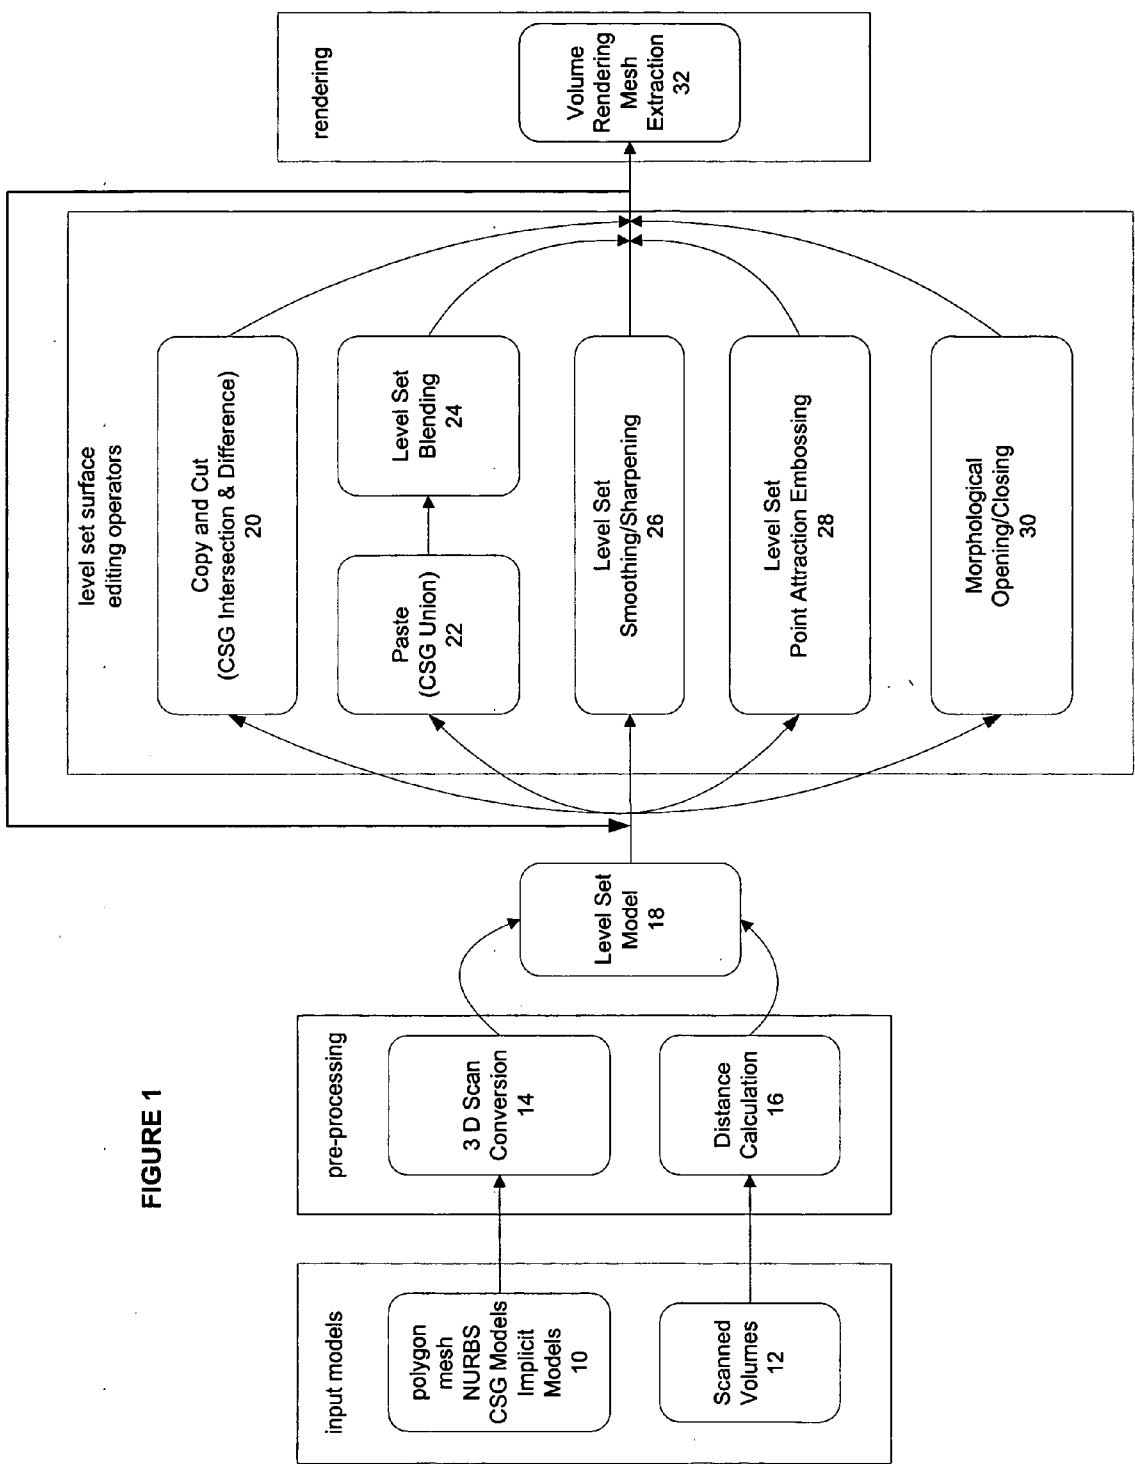 FIGURE 1
input models
polygon
mesh
NURBS
CSG Models
Implicit
Models
10
Scanned
Volumes
12
pre-processing
3 D Scan
Conversion
14
Distance
Calculation
16
Level Set
Model
18
level set surface
editing operators
Copy and Cut
(CSG Intersection & Difference)
20
Paste
(CSG Union)
22
Level Set
Blending
24
Level Set
Smoothing/Sharpening
26
Level Set
Point Attraction Embossing
28
Morphological
Opening/Closing
30
rendering
Volume
Rendering
Mesh
Extraction
32